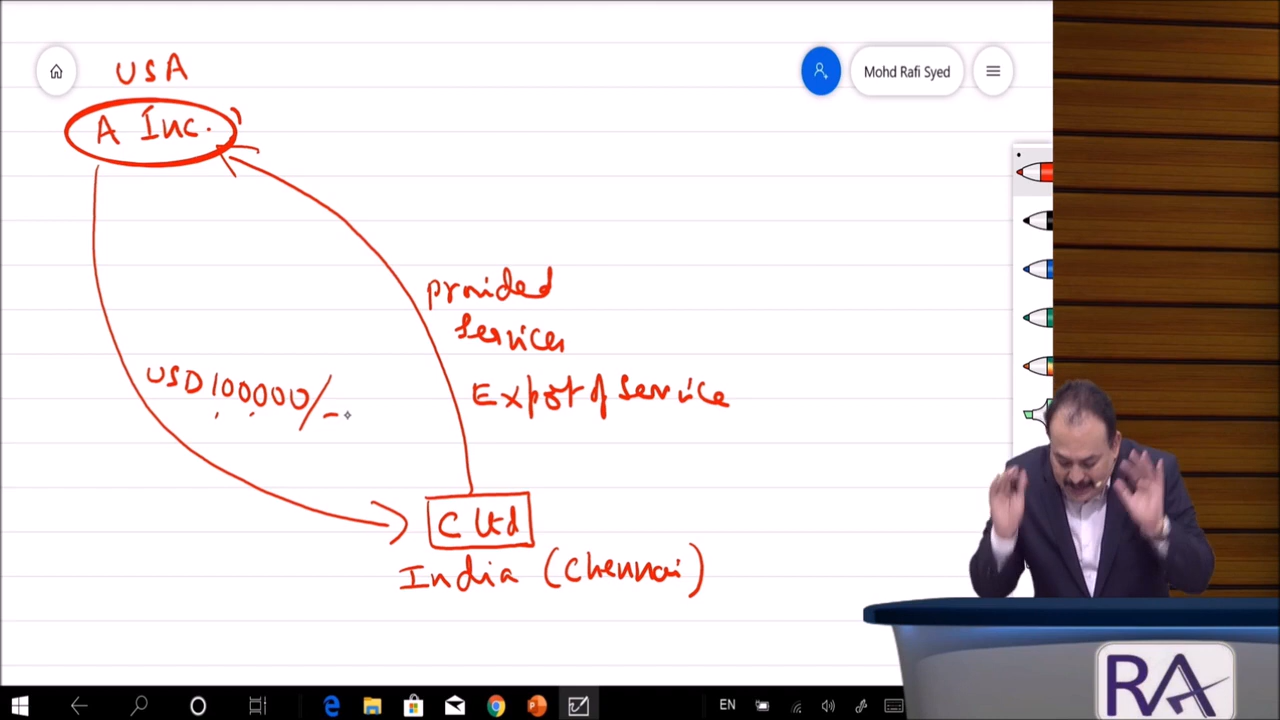 USA
Mohd Rafi Syed
A Inc.
provided
services
USD 100000/-
Export of Service
C Ltd
India (Chennai)
RA
EN